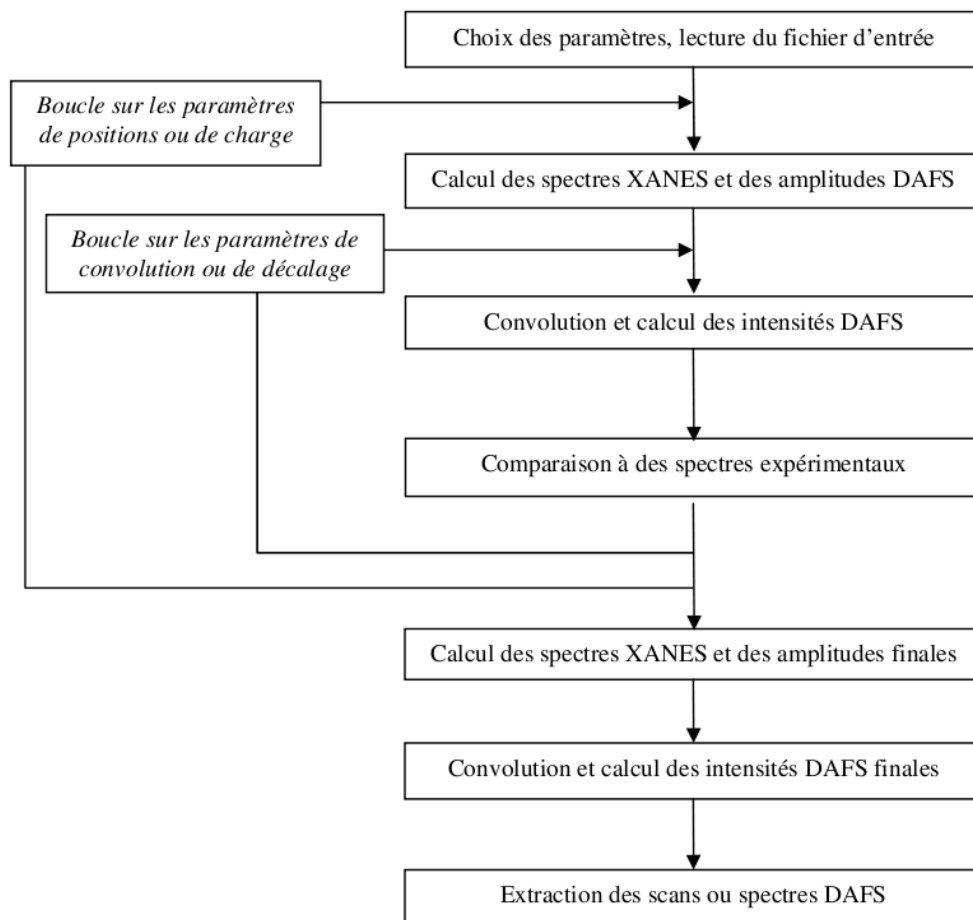 Choix des paramètres, lecture du fichier d’entrée
Boucle sur les paramètres
de positions ou de charge
Calcul des spectres XANES et des amplitudes DAFS
Boucle sur les paramètres de
convolution ou de décalage
Convolution et calcul des intensités DAFS
Comparaison à des spectres expérimentaux
Calcul des spectres XANES et des amplitudes finales
Convolution et calcul des intensités DAFS finales
Extraction des scans ou spectres DAFS